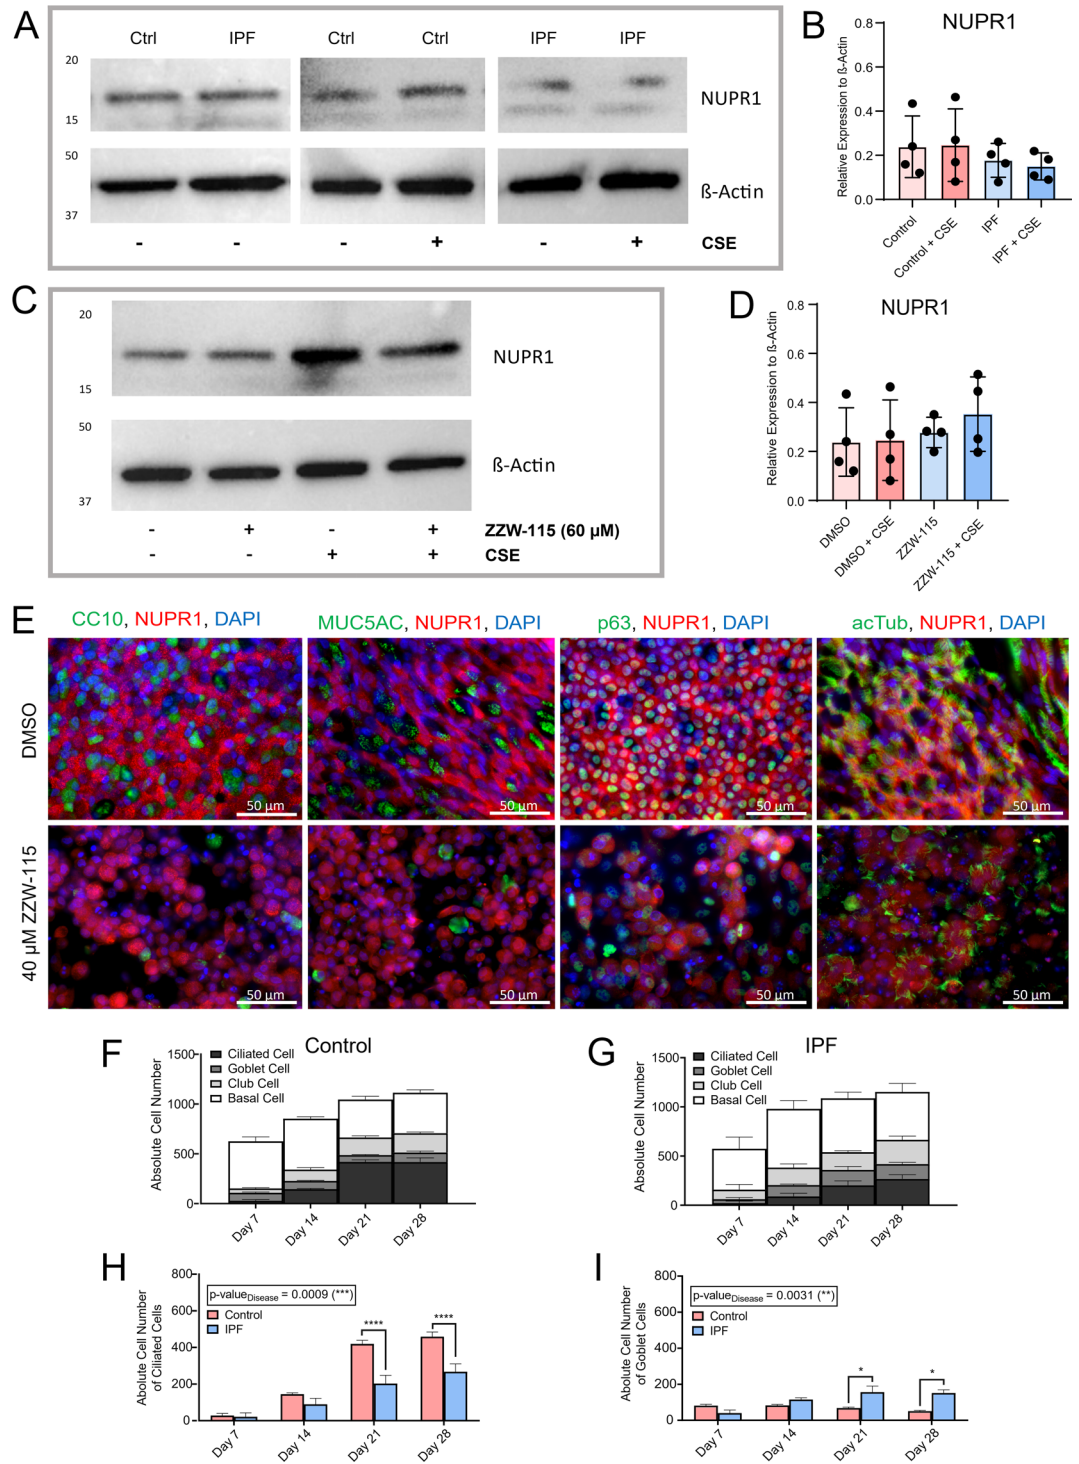 A
Ctrl IPF Ctrl Ctrl IPF IPF
20
15
NUPR1
50
37
ß-Actin
- - - + - + CSE
B
NUPR1
Relative Expression to ß-Actin
0.8
0.6
0.4
0.2
0.0
Control
Control + CSE
IPF
IPF + CSE
C
20
15
NUPR1
50
37
ß-Actin
- + - + ZZW-115 (60 µM)
- - + + CSE
D
NUPR1
Relative Expression to ß-Actin
0.8
0.6
0.4
0.2
0.0
DMSO
DMSO + CSE
ZZW-115
ZZW-115 + CSE
E
CC10, NUPR1, DAPI
MUC5AC, NUPR1, DAPI
p63, NUPR1, DAPI
acTub, NUPR1, DAPI
DMSO
50 µm
50 µm
50 µm
50 µm
40 µM ZZW-115
50 µm
50 µm
50 µm
50 µm
F
Control
Absolute Cell Number
1500
1000
500
0
Ciliated Cell
Goblet Cell
Club Cell
Basal Cell
Day 7
Day 14
Day 21
Day 28
G
IPF
Absolute Cell Number
1500
1000
500
0
Ciliated Cell
Goblet Cell
Club Cell
Basal Cell
Day 7
Day 14
Day 21
Day 28
H
Abolute Cell Number
of Ciliated Cells
800
600
400
200
0
p-valueDisease = 0.0009 (***)
Control
IPF
****
****
Day 7
Day 14
Day 21
Day 28
I
Abolute Cell Number
of Goblet Cells
800
600
400
200
0
p-valueDisease = 0.0031 (**)
Control
IPF
*
*
Day 7
Day 14
Day 21
Day 28